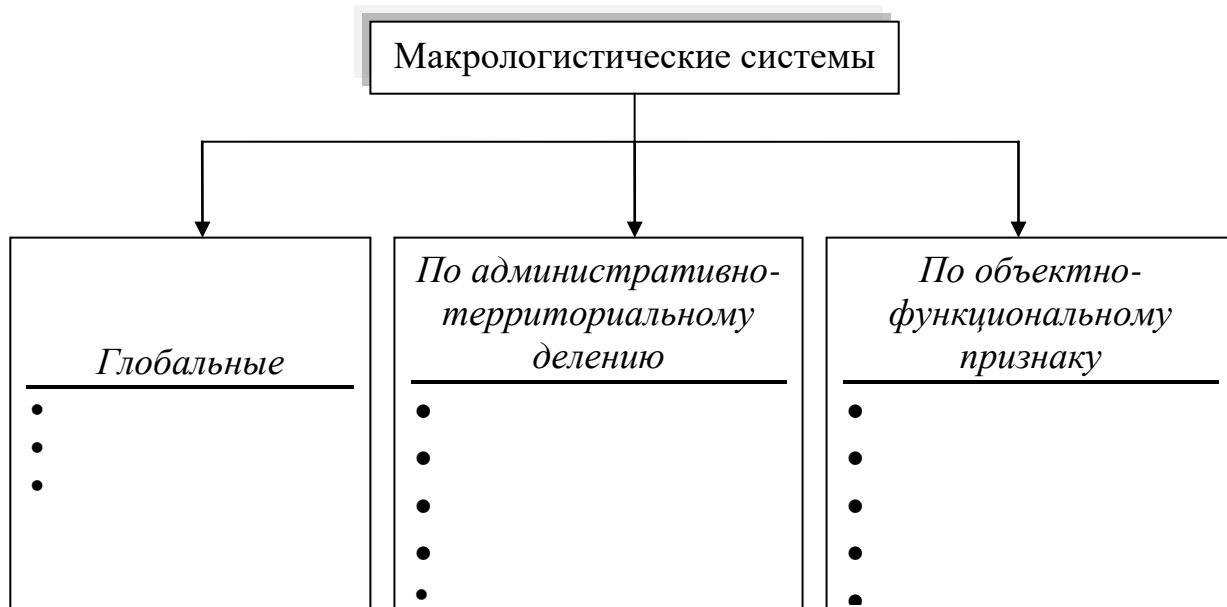 Макрологистические системы
Глобальные
По административно-
территориальному
делению
По объектно-
функциональному
признаку